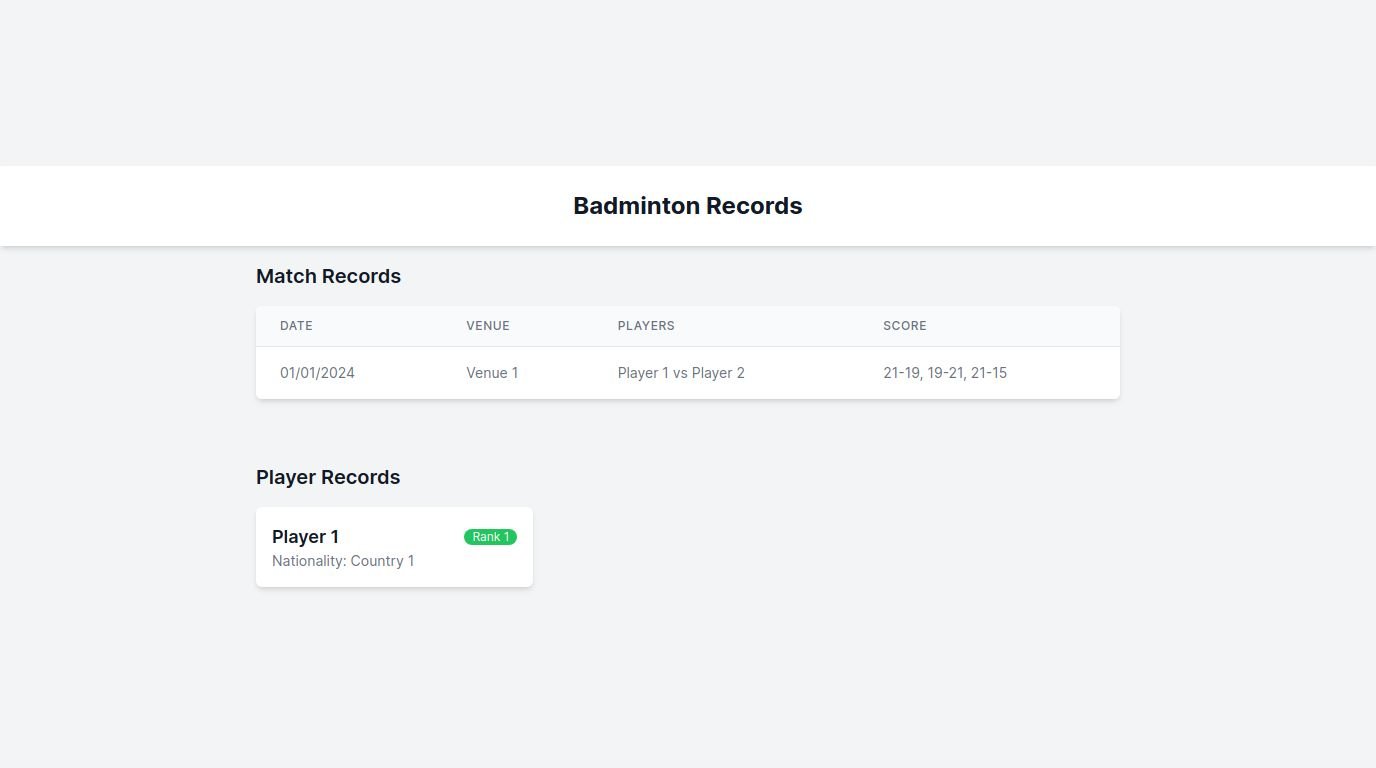 Badminton Records
Match Records
DATE VENUE PLAYERS SCORE
01/01/2024 Venue 1 Player 1 vs Player 2 21-19, 19-21, 21-15
Player Records
Player 1 Rank 1
Nationality: Country 1